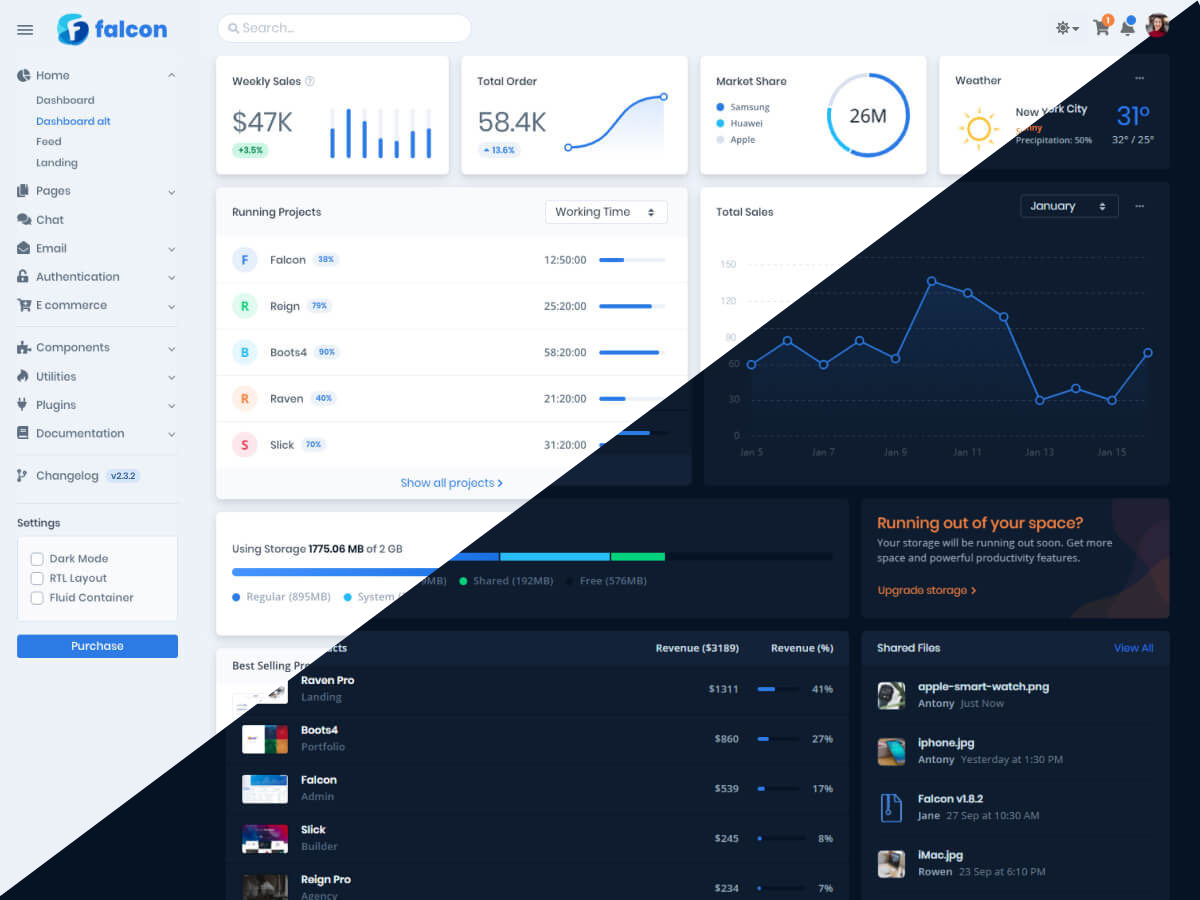 falcon
Search...
1
Home
Dashboard
Dashboard alt
Feed
Landing
Pages
Chat
Email
Authentication
E commerce
Components
Utilities
Plugins
Documentation
Changelog v2.3.2
Settings
Dark Mode
RTL Layout
Fluid Container
Purchase
Weekly Sales
$47K
+3.5%
Total Order
58.4K
13.6%
Market Share
Samsung
Huawei
Apple
26M
Weather
New York City
Sunny
Precipitation: 50%
31°
32° / 25°
Running Projects
Working Time
F Falcon 38% 12:50:00
R Reign 79% 25:20:00
B Boots4 90% 58:20:00
R Raven 40% 21:20:00
S Slick 70% 31:20:00
Show all projects
Total Sales
January
150
120
90
60
30
0
Jan 5 Jan 7 Jan 9 Jan 11 Jan 13 Jan 15
Using Storage 1775.06 MB of 2 GB
MB) Shared (192MB) Free (576MB)
Regular (895MB) System
Running out of your space?
Your storage will be running out soon. Get more
space and powerful productivity features.
Upgrade storage
Best Selling Pr
cts Revenue ($3189) Revenue (%)
Raven Pro
Landing
$1311 41%
Boots4
Portfolio
$860 27%
Falcon
Admin
$539 17%
Slick
Builder
$245 8%
Reign Pro
Agency
$234 7%
Shared Files View All
apple-smart-watch.png
Antony Just Now
iphone.jpg
Antony Yesterday at 1:30 PM
Falcon v1.8.2
Jane 27 Sep at 10:30 AM
iMac.jpg
Rowen 23 Sep at 6:10 PM